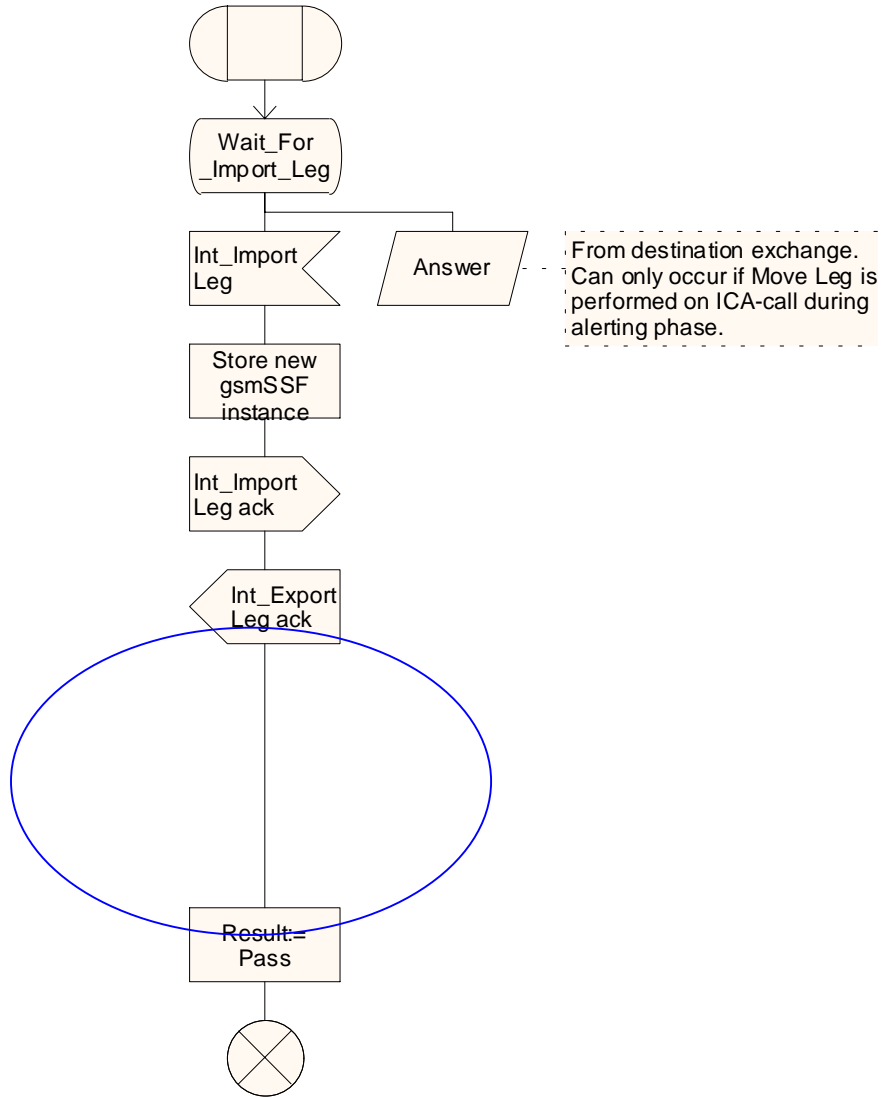 Wait_For
_Import_Leg
Int_Import
Leg
Answer
From destination exchange.
Can only occur if Move Leg is
performed on ICA-call during
alerting phase.
Store new
gsmSSF
instance
Int_Import
Leg ack
Int_Export
Leg ack
Result:=
Pass